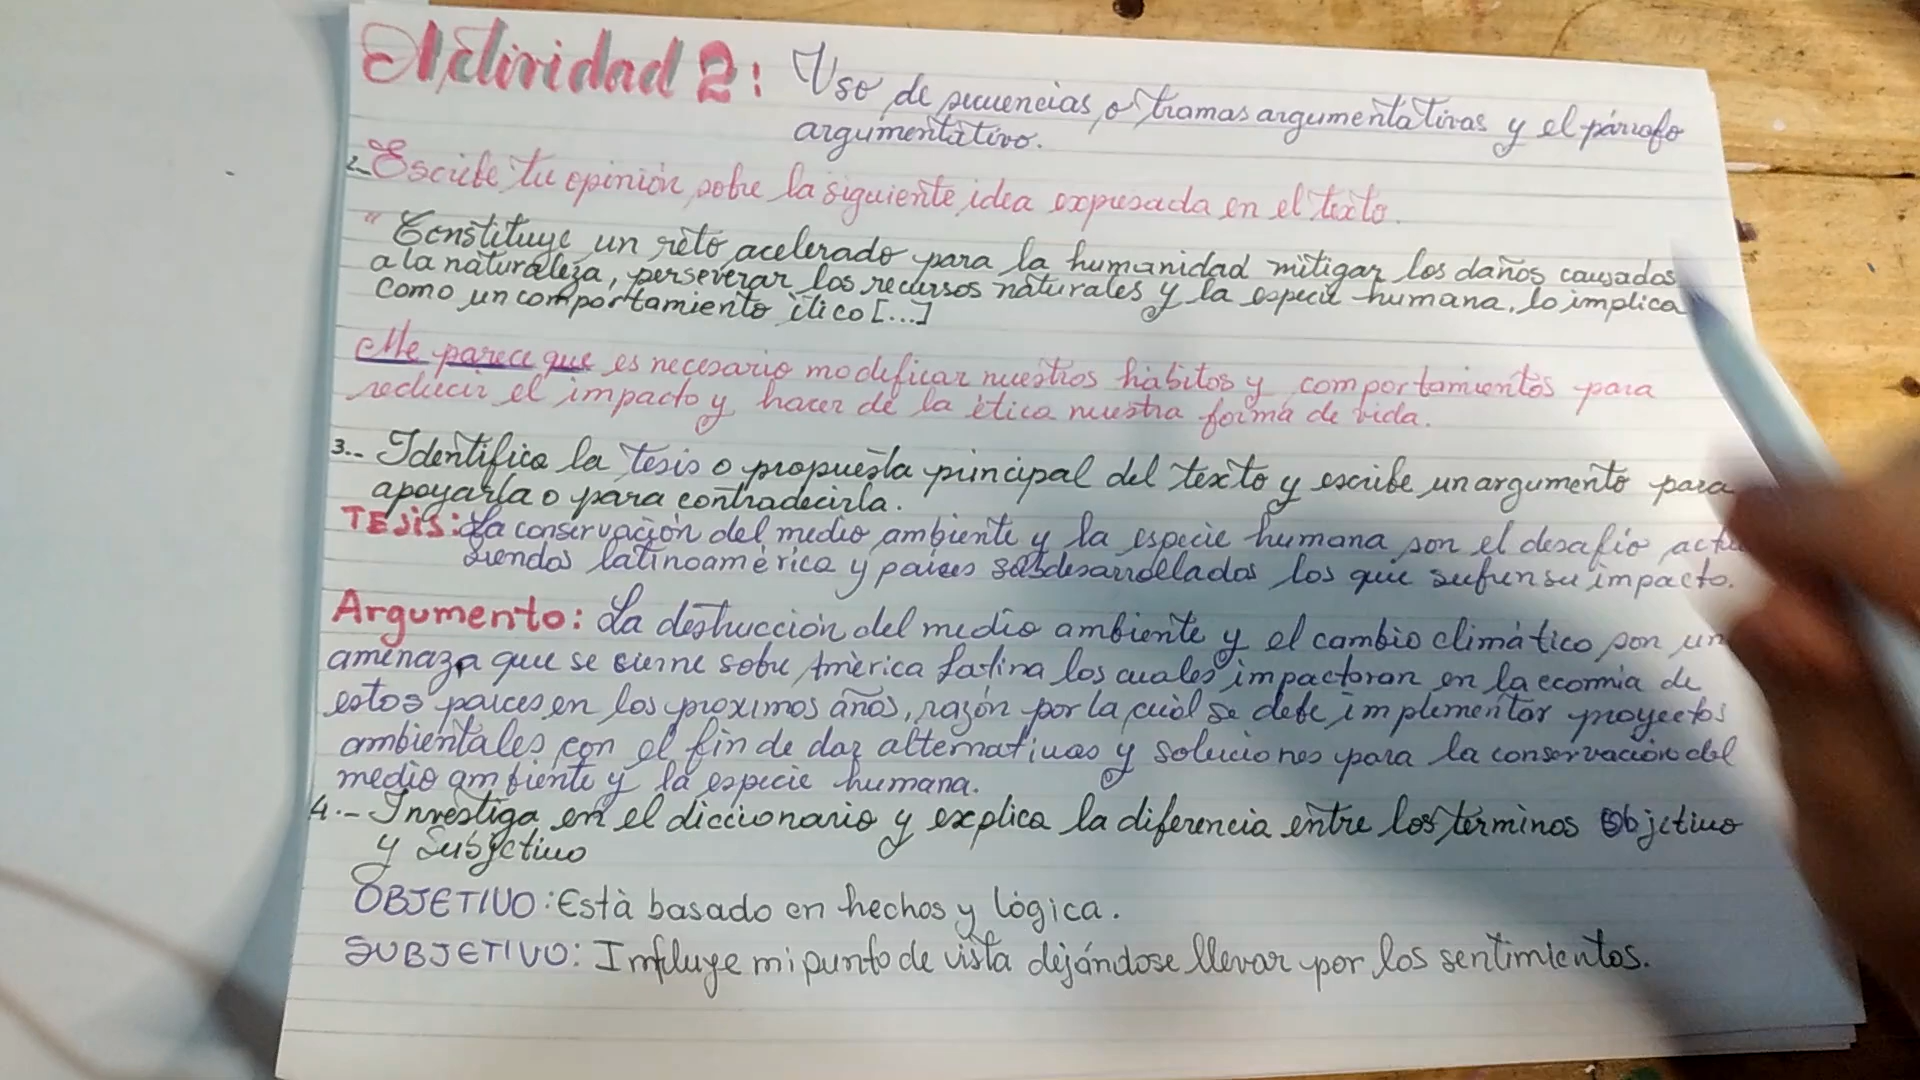 Actividad 2: Uso de secuencias o tramas argumentativas y el párrafo
argumentativo.
2.- Escribe tu opinión sobre la siguiente idea expresada en el texto.
"Constituye un reto acelerado para la humanidad mitigar los daños causados
a la naturaleza, perseverar los recursos naturales y la especie humana, lo implica
como un comportamiento ético [...]
Me parece que es necesario modificar nuestros hábitos y comportamientos para
reducir el impacto y hacer de la ética nuestra forma de vida.
3.- Identifica la tesis o propuesta principal del texto y escribe un argumento para
apoyarla o para contradecirla.
TESIS: La conservación del medio ambiente y la especie humana son el desafío
siendos latinoamérica y países subdesarrollados los que sufren su impacto.
Argumento: La destrucción del medio ambiente y el cambio climático son un
amenaza que se cierne sobre América Latina los cuales impactoran en la ecomia de
estos países en los proximos años, razón por la cuál se debe implementar proyectos
ambientales con el fin de dar alternativas y soluciones para la conservación del
medio ambiente y la especie humana.
4.- Investiga en el diccionario y explica la diferencia entre los términos Objetivo
y Subjetivo
OBJETIVO: Está basado en hechos y lógica.
SUBJETIVO: Influye mi punto de vista dejándose llevar por los sentimientos.